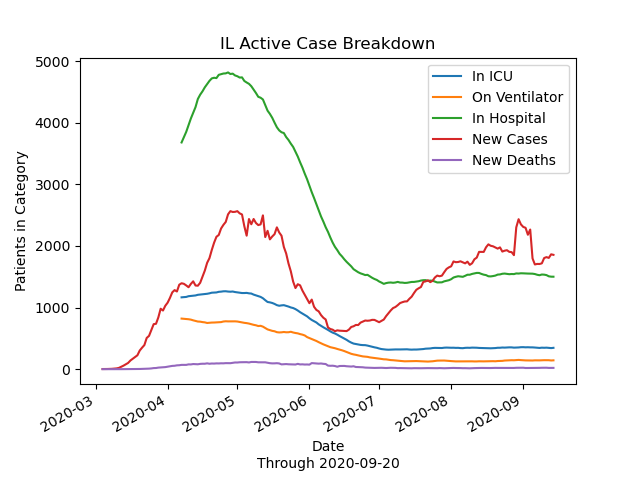 IL Active Case Breakdown
5000
4000
3000
2000
1000
0
Patients in Category
In ICU
On Ventilator
In Hospital
New Cases
New Deaths
2020-03
2020-04
2020-05
2020-06
2020-07
2020-08
2020-09
Date
Through 2020-09-20